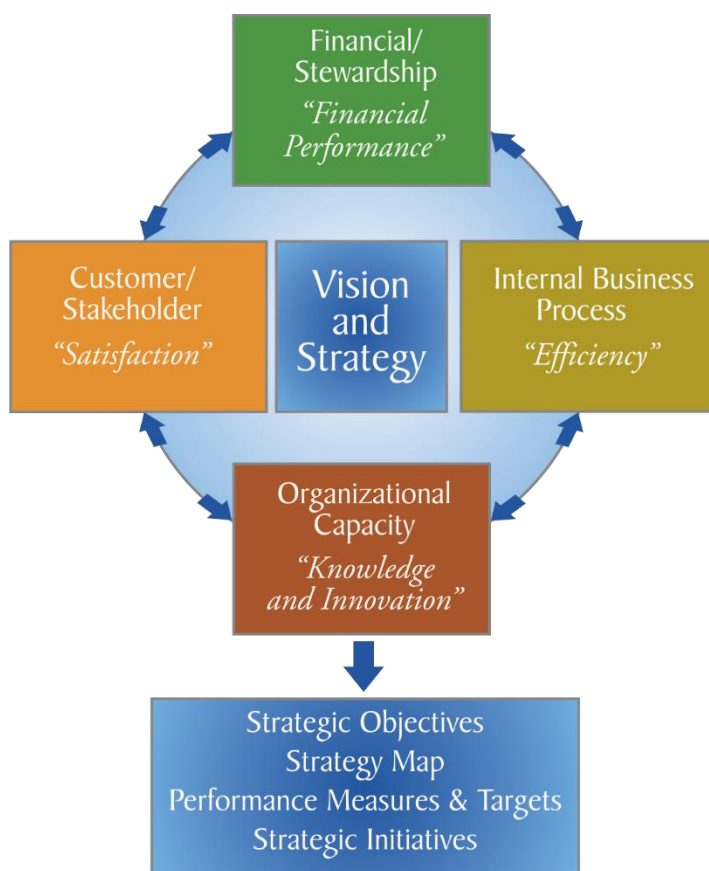 Financial/
Stewardship
“Financial
Performance”
Customer/
Stakeholder
“Satisfaction”
Vision
and
Strategy
Internal Business
Process
“Efficiency”
Organizational
Capacity
“Knowledge
and Innovation”
Strategic Objectives
Strategy Map
Performance Measures & Targets
Strategic Initiatives